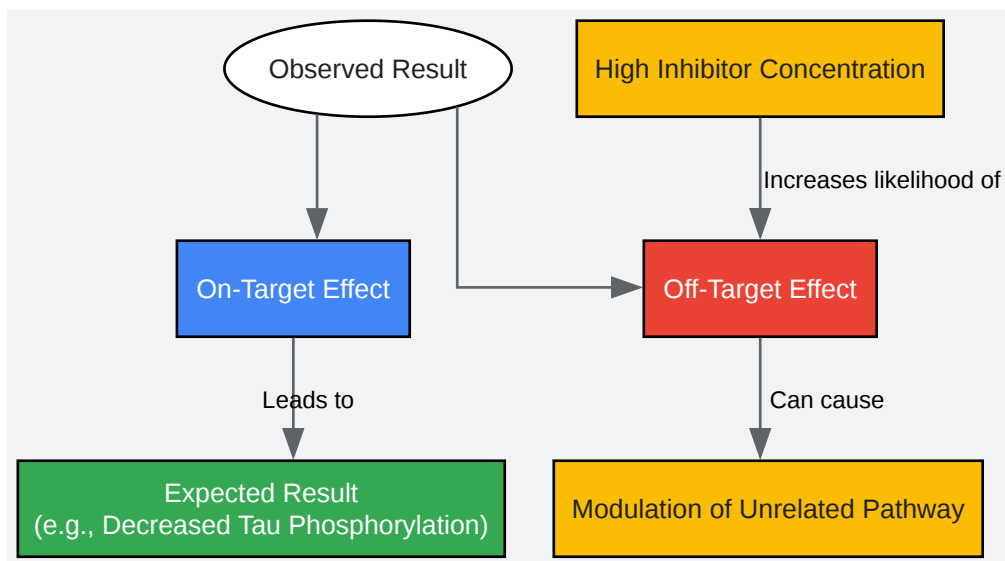 Observed Result
High Inhibitor Concentration
Increases likelihood of
On-Target Effect
Off-Target Effect
Leads to
Can cause
Expected Result
(e.g., Decreased Tau Phosphorylation)
Modulation of Unrelated Pathway